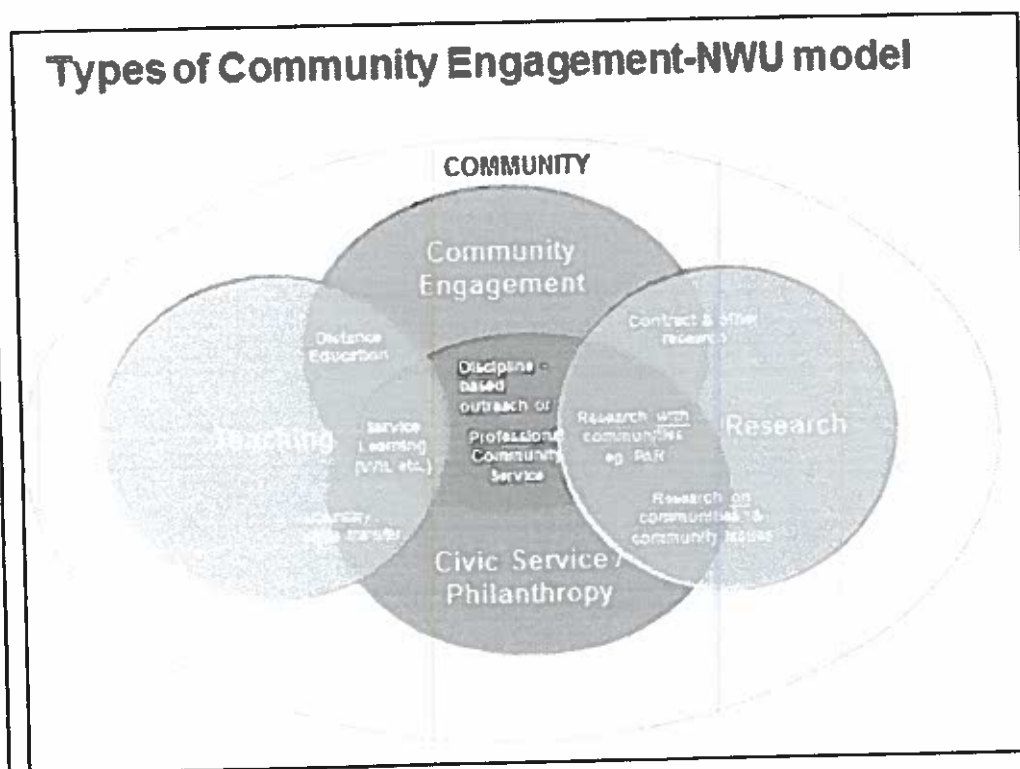 Types of Community Engagement-NWU model
COMMUNITY
Community
Engagement
Distance
Education
Contract & other
research
Discipline -
based
outreach or
Professional
Community
Service
Service
Learning
(WIL etc.)
Teaching
Research with
communities
eg. PAR
Research
Research on
communities &
community issues
transfer
Civic Service /
Philanthropy